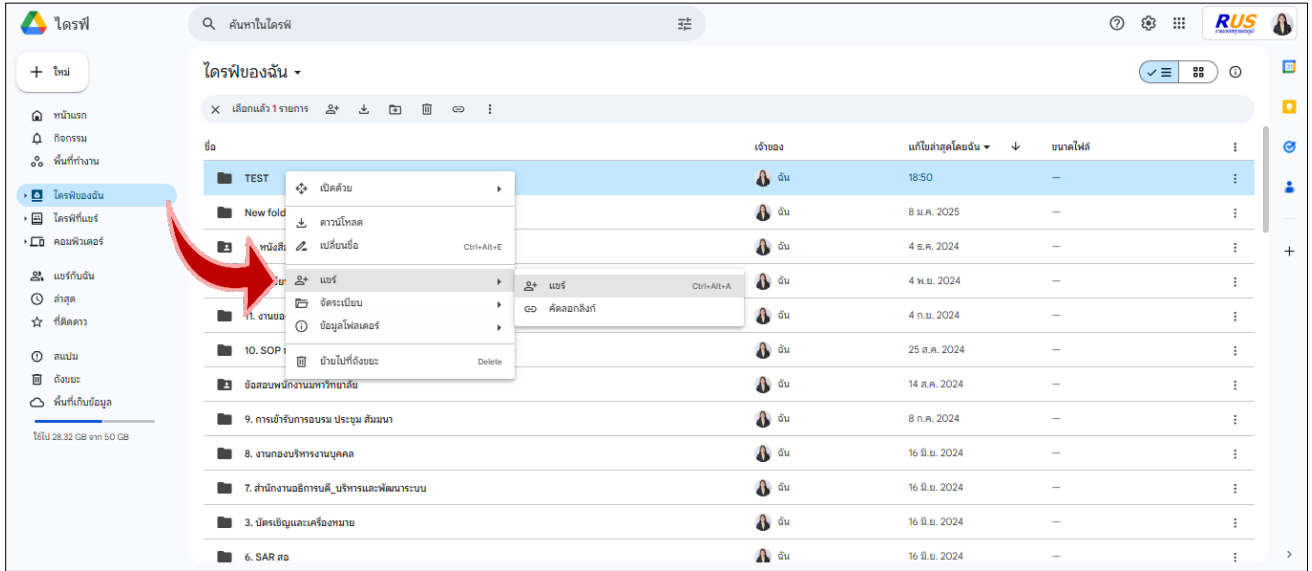 ไดรฟ์
ค้นหาในไดรฟ์
RUS
ใหม่
ไดรฟ์ของฉัน
เลือกแล้ว 1 รายการ
หน้าแรก
กิจกรรม
พื้นที่ทำงาน
ไดรฟ์ของฉัน
ไดรฟ์ที่แชร์
คอมพิวเตอร์
แชร์กับฉัน
ล่าสุด
ที่ติดดาว
สแปม
ถังขยะ
พื้นที่เก็บข้อมูล
ใช้ไป 28.32 GB จาก 50 GB
ชื่อ เจ้าของ แก้ไขล่าสุดโดยฉัน ขนาดไฟล์
TEST ฉัน 18:50 —
New fold ฉัน 8 ม.ค. 2025 —
ฉัน 4 ธ.ค. 2024 —
ฉัน 4 พ.ย. 2024 —
11. งานขอ ฉัน 4 ก.ย. 2024 —
10. SOP ฉัน 25 ส.ค. 2024 —
ข้อสอบพนักงานมหาวิทยาลัย ฉัน 14 ส.ค. 2024 —
9. การเข้ารับการอบรม ประชุม สัมมนา ฉัน 8 ก.ค. 2024 —
8. งานกองบริหารงานบุคคล ฉัน 16 มิ.ย. 2024 —
7. สำนักงานอธิการบดี_บริหารและพัฒนาระบบ ฉัน 16 มิ.ย. 2024 —
3. บัตรเชิญและเครื่องหมาย ฉัน 16 มิ.ย. 2024 —
6. SAR สอ ฉัน 16 มิ.ย. 2024 —
เปิดด้วย
ดาวน์โหลด
เปลี่ยนชื่อ Ctrl+Alt+E
แชร์
จัดระเบียบ
ข้อมูลโฟลเดอร์
ย้ายไปที่ถังขยะ Delete
แชร์ Ctrl+Alt+A
คัดลอกลิงก์
31